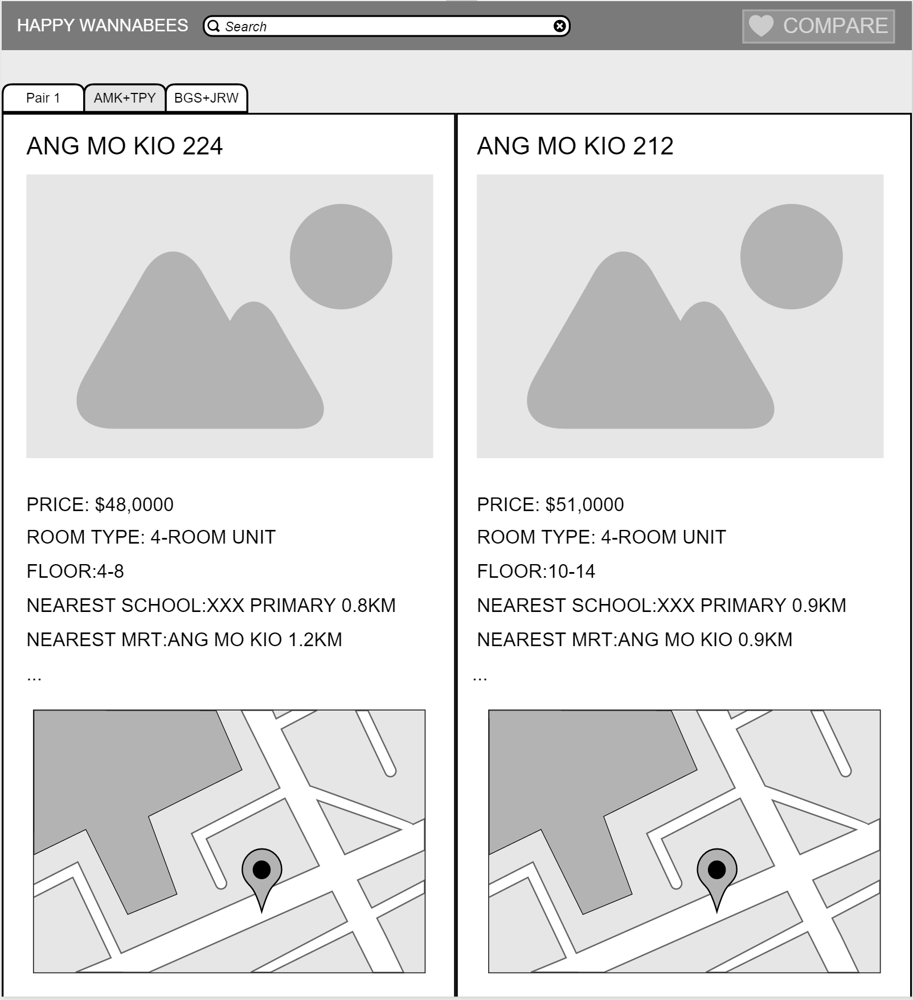 HAPPY WANNABEES
Search
COMPARE
Pair 1
AMK+TPY
BGS+JRW
ANG MO KIO 224
PRICE: $48,0000
ROOM TYPE: 4-ROOM UNIT
FLOOR:4-8
NEAREST SCHOOL:XXX PRIMARY 0.8KM
NEAREST MRT:ANG MO KIO 1.2KM
...
ANG MO KIO 212
PRICE: $51,0000
ROOM TYPE: 4-ROOM UNIT
FLOOR:10-14
NEAREST SCHOOL:XXX PRIMARY 0.9KM
NEAREST MRT:ANG MO KIO 0.9KM
...